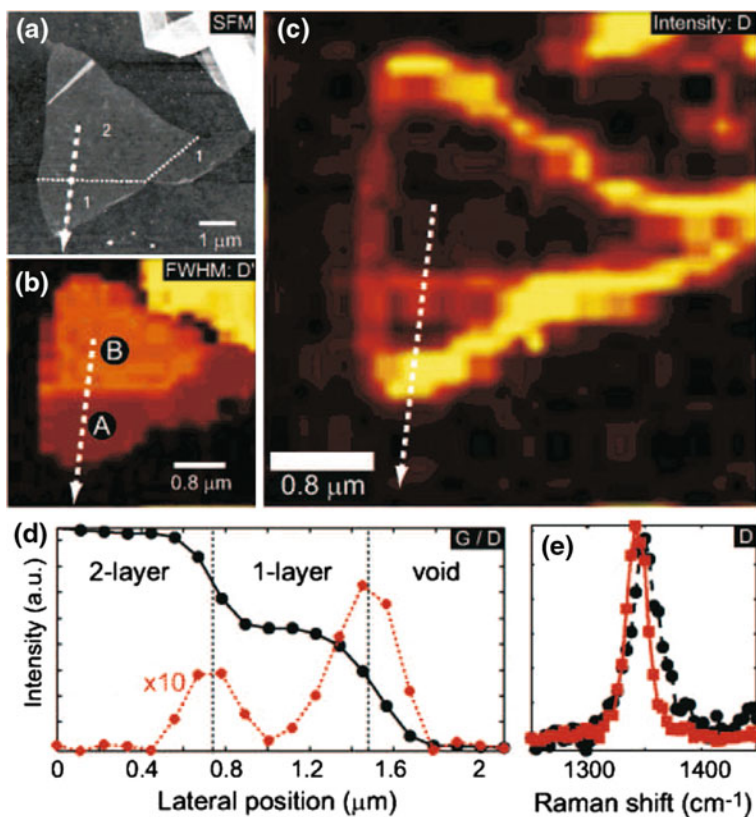 (a)
SFM
2
1
1
1 μm
(b)
FWHM: D'
B
A
0.8 μm
(c)
Intensity: D
0.8 μm
(d)
G / D
2-layer
1-layer
void
x10
Intensity (a.u.)
0 0.4 0.8 1.2 1.6 2
Lateral position (μm)
(e)
D
1300 1400
Raman shift (cm-1)